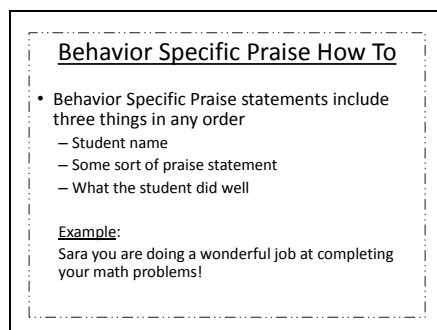 Behavior Specific Praise How To
• Behavior Specific Praise statements include
three things in any order
– Student name
– Some sort of praise statement
– What the student did well
Example:
Sara you are doing a wonderful job at completing
your math problems!